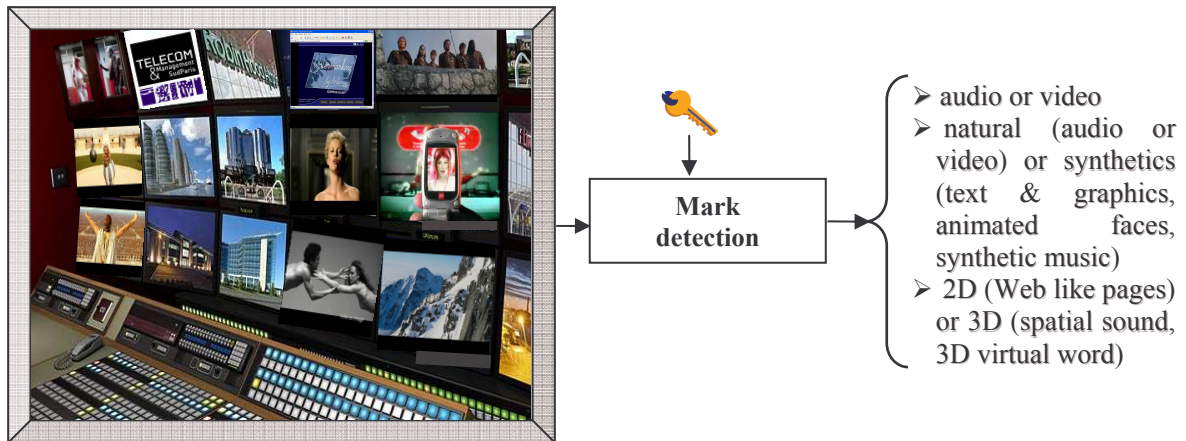 TELECOM
& Management
SudParis
Mark
detection
➢ audio or video
➢ natural (audio or
video) or synthetics
(text & graphics,
animated faces,
synthetic music)
➢ 2D (Web like pages)
or 3D (spatial sound,
3D virtual word)